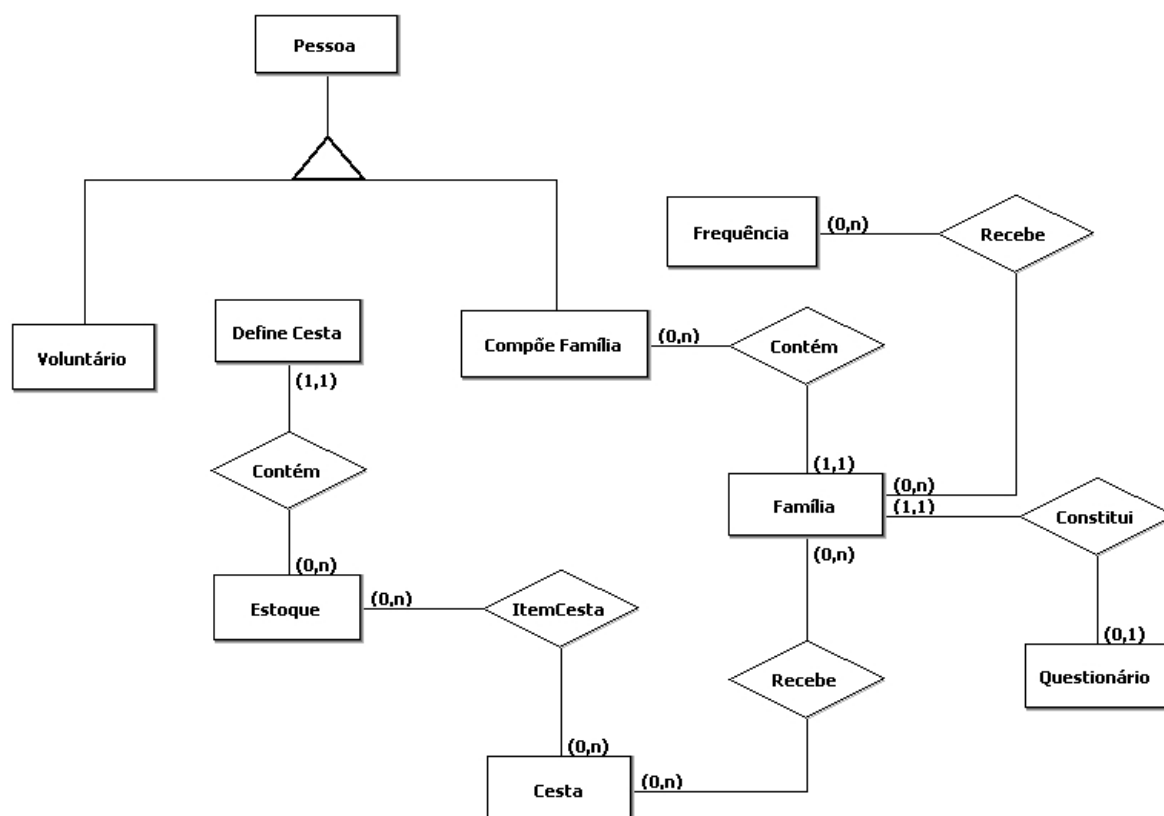 Pessoa
Frequência
(0,n)
Recebe
Define Cesta
Voluntário
Compõe Família
(0,n)
Contém
(1,1)
Contém
(1,1)
Família
(0,n)
(1,1)
Constitui
(0,n)
(0,n)
Estoque
(0,n)
ItemCesta
(0,1)
Questionário
Recebe
(0,n)
Cesta
(0,n)